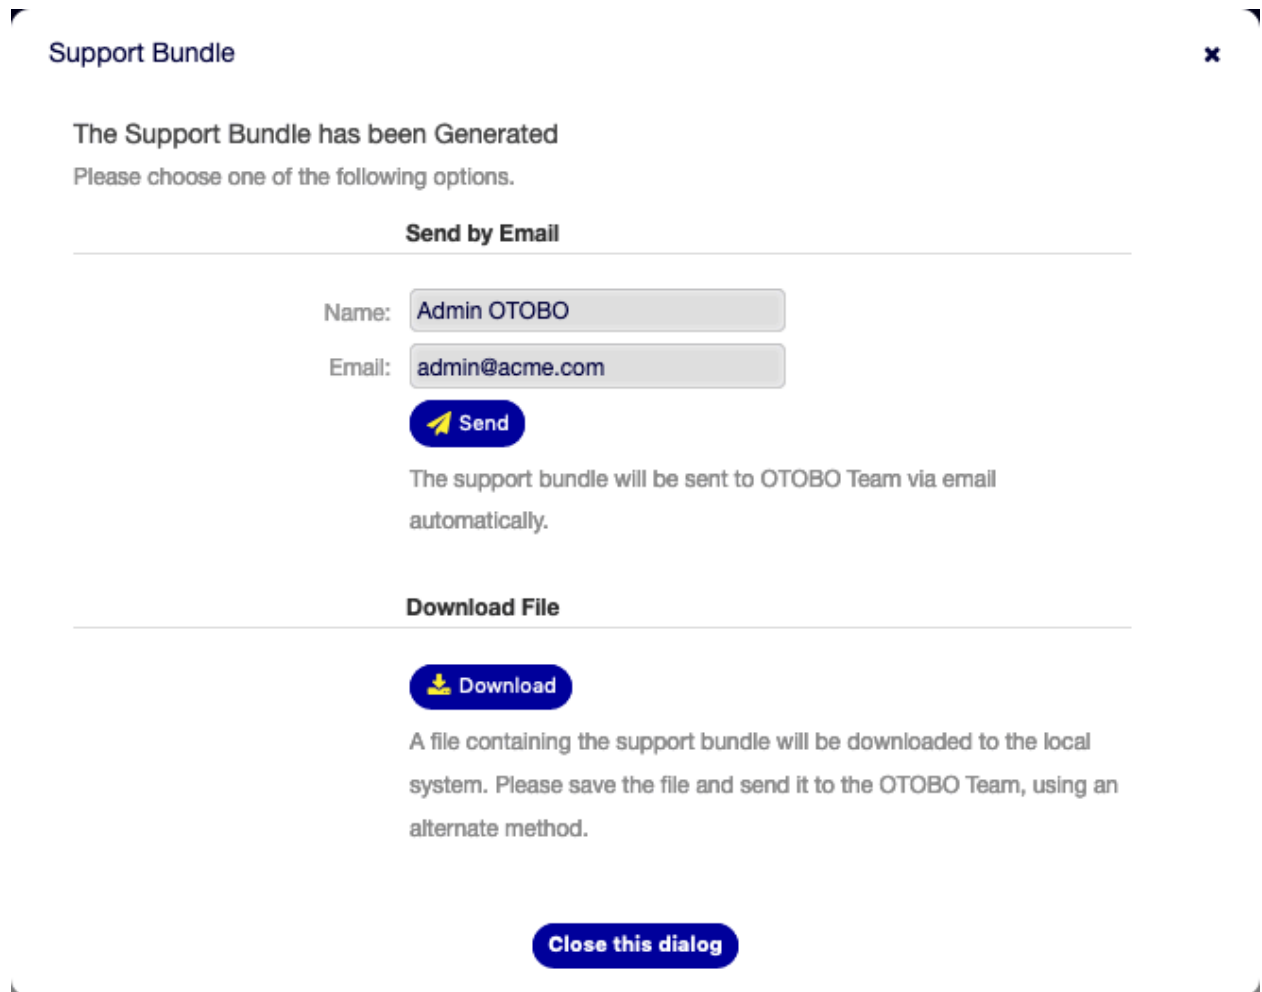 Support Bundle
The Support Bundle has been Generated
Please choose one of the following options.
Send by Email
Name: Admin OTOBO
Email: admin@acme.com
Send
The support bundle will be sent to OTOBO Team via email
automatically.
Download File
Download
A file containing the support bundle will be downloaded to the local
system. Please save the file and send it to the OTOBO Team, using an
alternate method.
Close this dialog